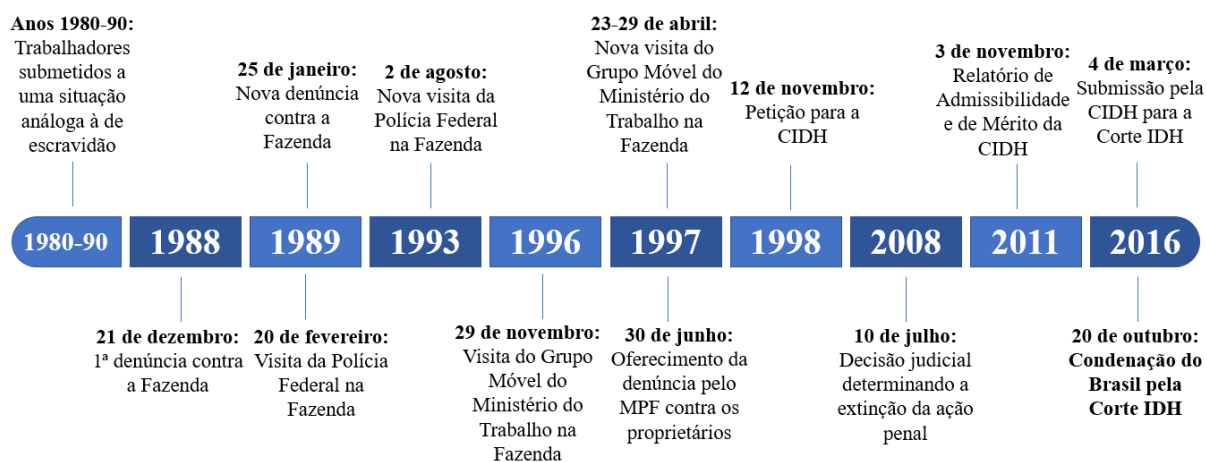 Anos 1980-90:
Trabalhadores
submetidos a
uma situação
análoga à de
escravidão
25 de janeiro:
Nova denúncia
contra a
Fazenda
2 de agosto:
Nova visita da
Polícia Federal
na Fazenda
23-29 de abril:
Nova visita do
Grupo Móvel do
Ministério do
Trabalho na
Fazenda
12 de novembro:
Petição para a
CIDH
3 de novembro:
Relatório de
Admissibilidade
e de Mérito da
CIDH
4 de março:
Submissão pela
CIDH para a
Corte IDH
1980-90
1988
1989
1993
1996
1997
1998
2008
2011
2016
21 de dezembro:
1ª denúncia contra
a Fazenda
20 de fevereiro:
Visita da Polícia
Federal na
Fazenda
29 de novembro:
Visita do Grupo
Móvel do
Ministério do
Trabalho na
Fazenda
30 de junho:
Oferecimento da
denúncia pelo
MPF contra os
proprietários
10 de julho:
Decisão judicial
determinando a
extinção da ação
penal
20 de outubro:
Condenação do
Brasil pela
Corte IDH